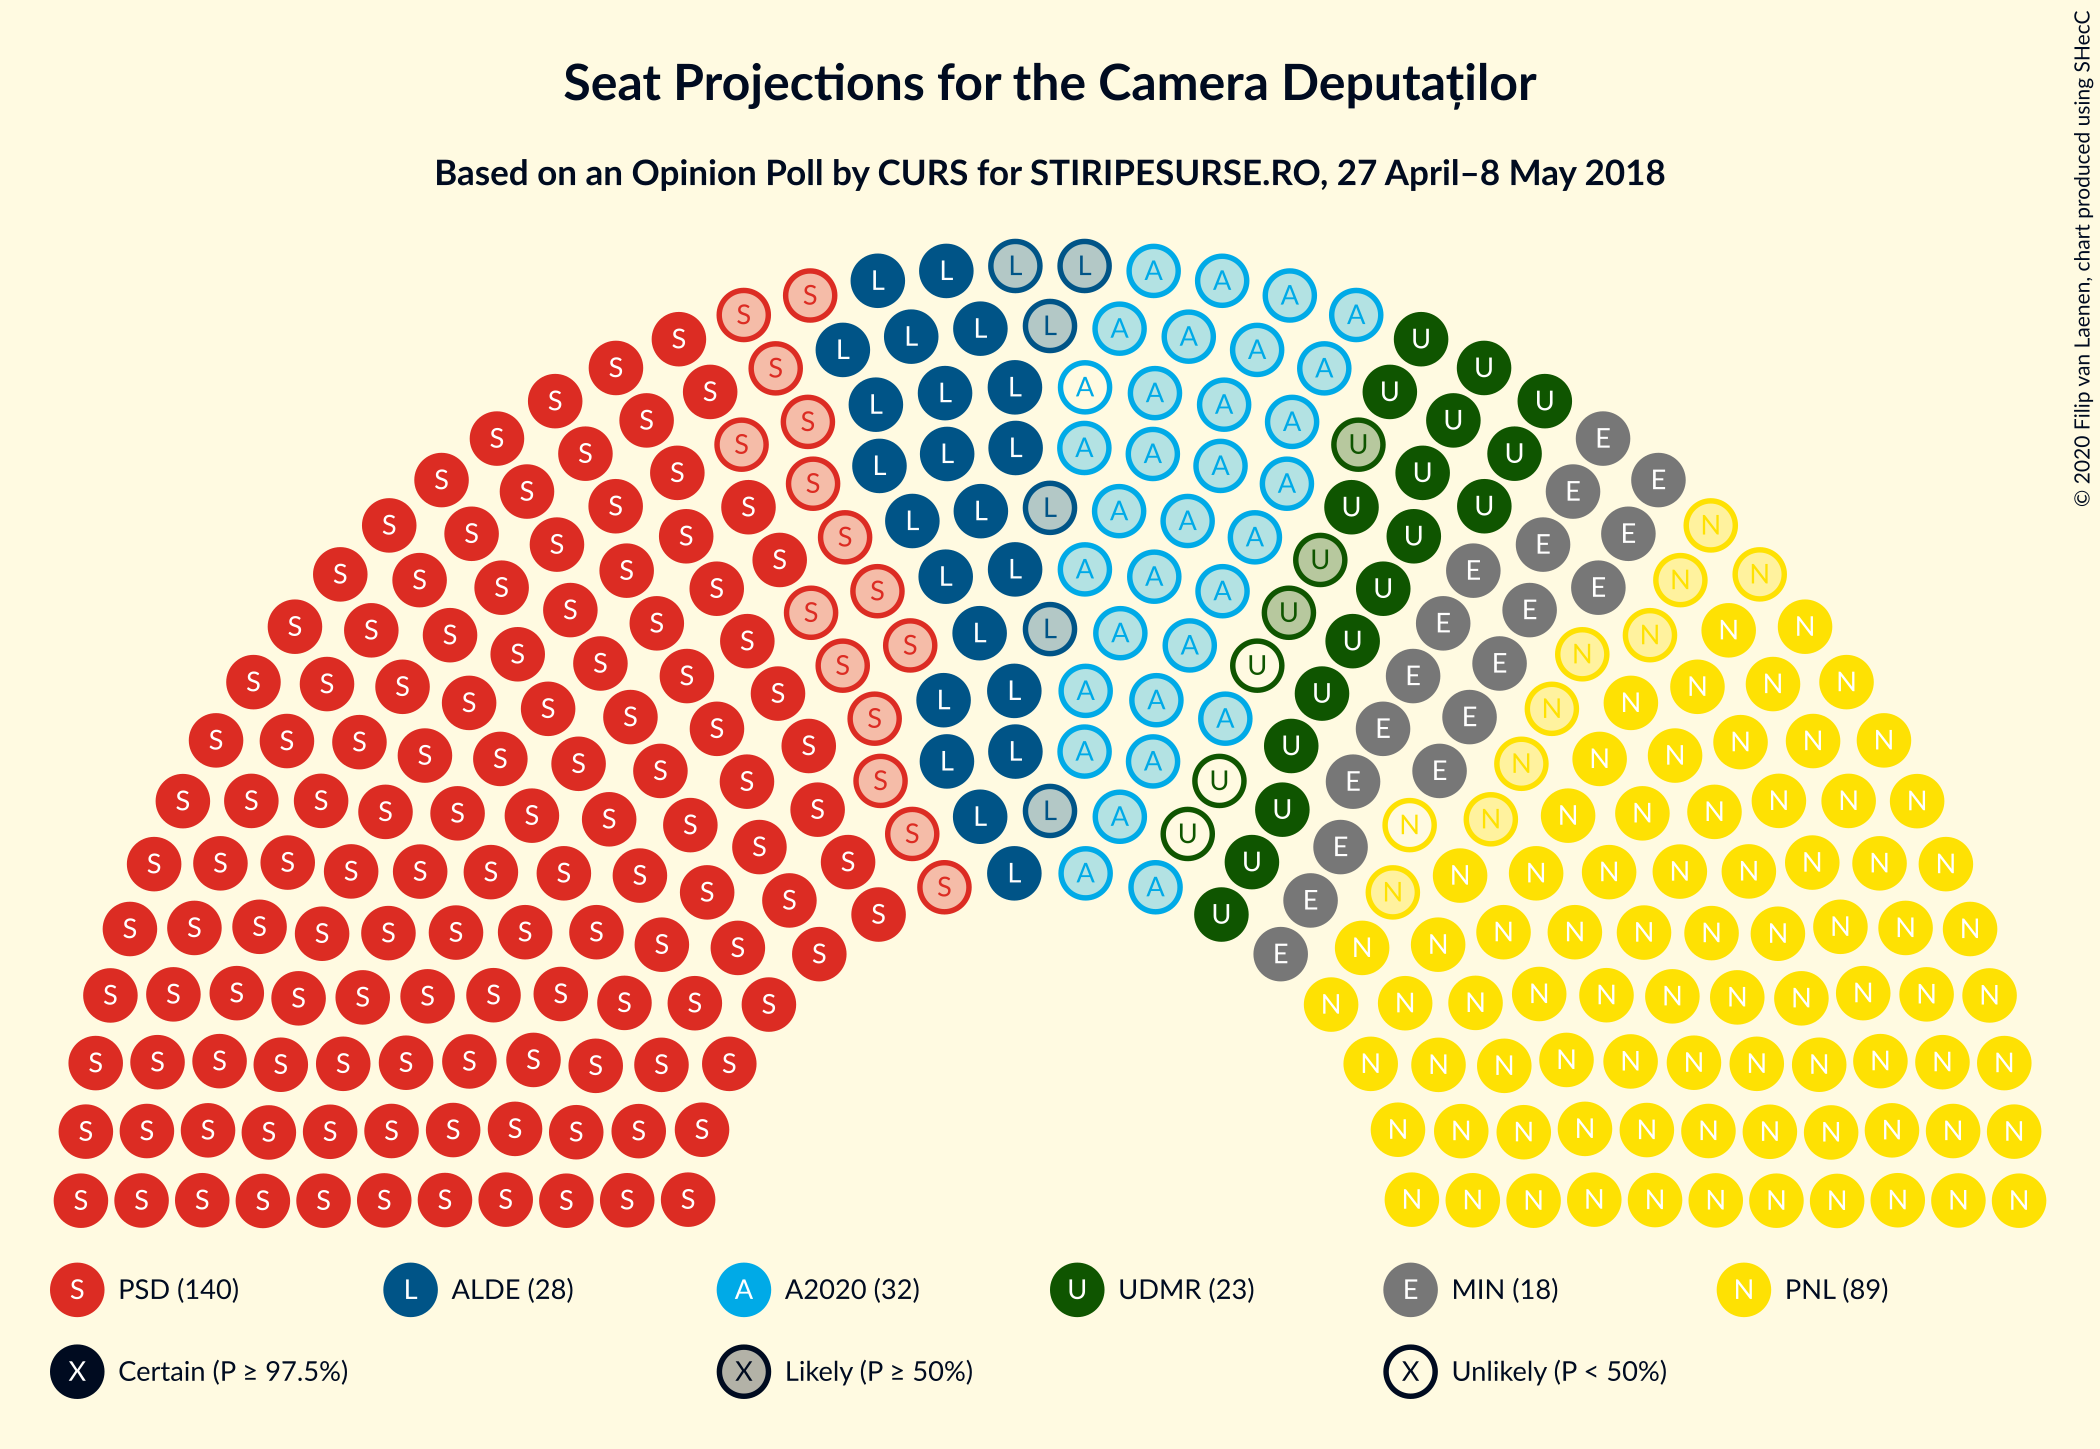 Seat Projections for the Camera Deputaților
Based on an Opinion Poll by CURS for STIRIPESURSE.RO, 27 April–8 May 2018
© 2020 Filip van Laenen, chart produced using SHecC
S PSD (140)
L ALDE (28)
A A2020 (32)
U UDMR (23)
E MIN (18)
N PNL (89)
X Certain (P ≥ 97.5%)
X Likely (P ≥ 50%)
X Unlikely (P < 50%)